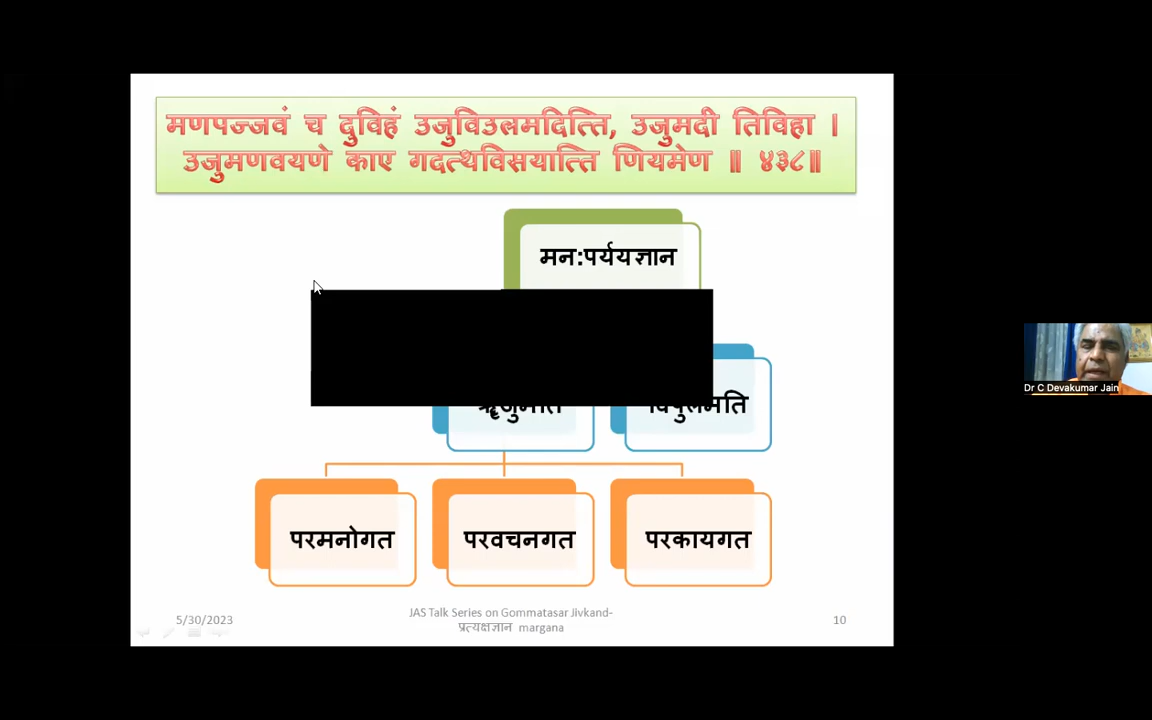 मणपज्जवं च दुविहं उजुविउलमदित्ति, उजुमदी तिविहा ।
उजुमणवयणे काए गदत्थविसयात्ति णियमेण ॥ ४३८॥
मन:पर्ययज्ञान
परमनोगत
परवचनगत
परकायगत
5/30/2023
JAS Talk Series on Gommatasar Jivkand-
प्रत्यक्षज्ञान margana
10
Dr C Devakumar Jain